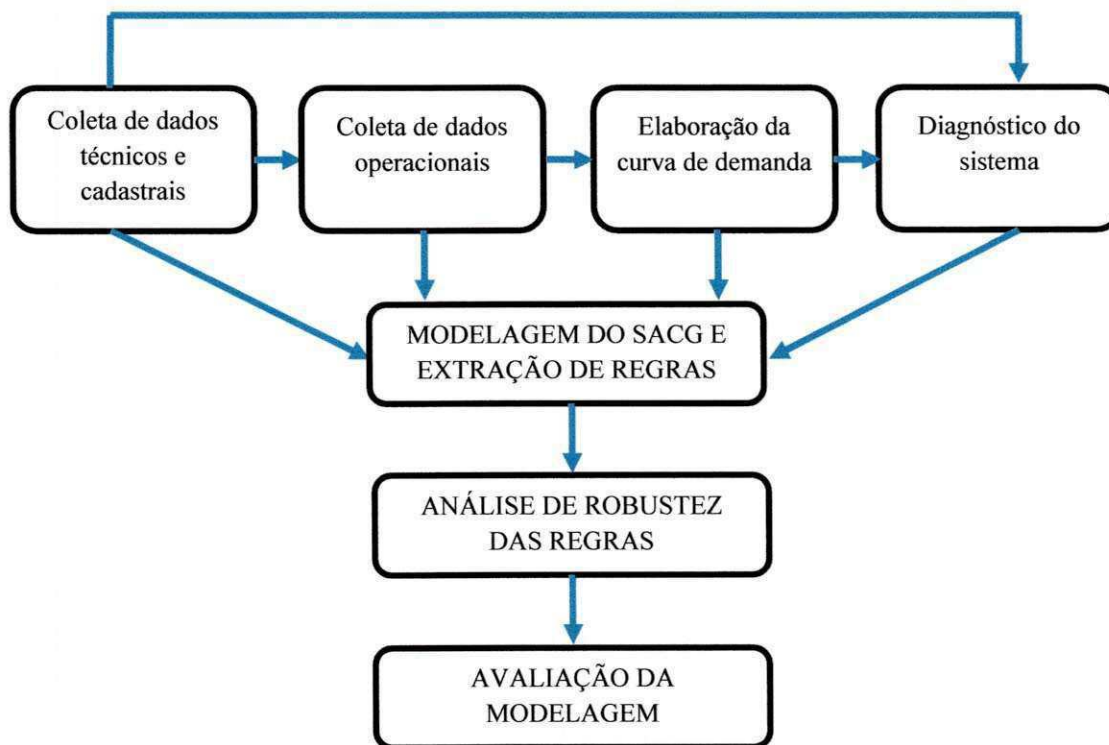 Coleta de dados
técnicos e
cadastrais
Coleta de dados
operacionais
Elaboração da
curva de demanda
Diagnóstico do
sistema
MODELAGEM DO SACG E
EXTRAÇÃO DE REGRAS
ANÁLISE DE ROBUSTEZ
DAS REGRAS
AVALIAÇÃO DA
MODELAGEM